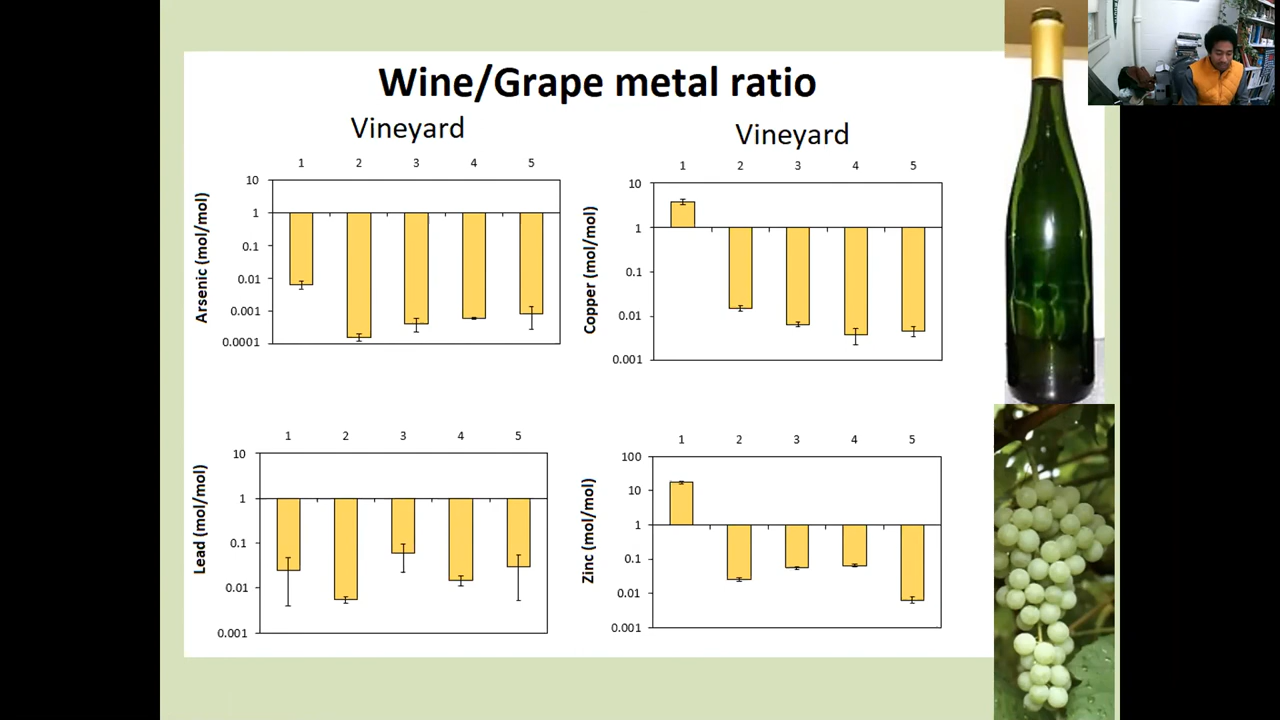 Wine/Grape metal ratio
Vineyard
1 2 3 4 5
Arsenic (mol/mol)
10
1
0.1
0.01
0.001
0.0001
Vineyard
1 2 3 4 5
Copper (mol/mol)
10
1
0.1
0.01
0.001
1 2 3 4 5
Lead (mol/mol)
10
1
0.1
0.01
0.001
1 2 3 4 5
Zinc (mol/mol)
100
10
1
0.1
0.01
0.001